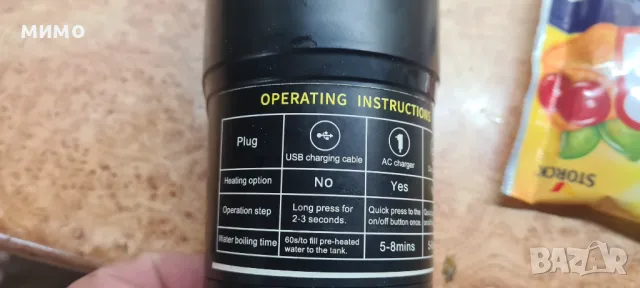 МИМО
OPERATING INSTRUCTIONS
Plug
USB charging cable
AC charger
Heating option
No
Yes
Operation step
Long press for
2-3 seconds.
Quick press to the
on/off button once.
Water boiling time
60s/to fill pre-heated
water to the tank.
5-8mins
STORCK
BAZAR
bg